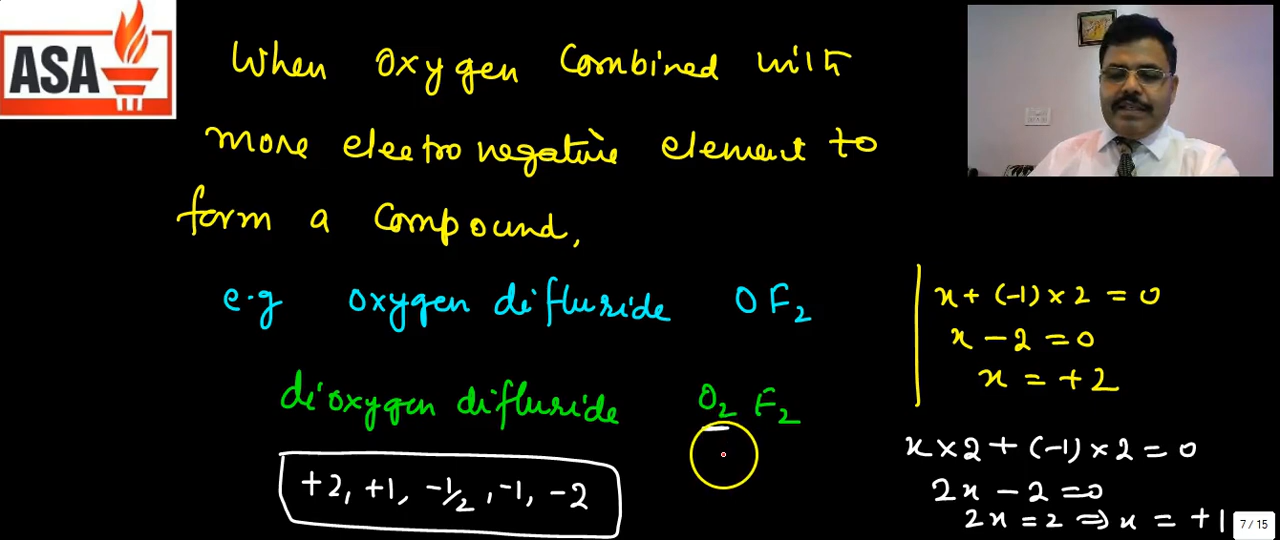 ASA
When oxygen combined with
more electronegative element to
form a compound,
e.g oxygen difluride OF₂
dioxygen difluride O₂F₂
+2, +1, -1/2, -1, -2
x + (-1) × 2 = 0
x - 2 = 0
x = +2
x × 2 + (-1) × 2 = 0
2x - 2 = 0
2x = 2 ⇒ x = +1
7 / 15